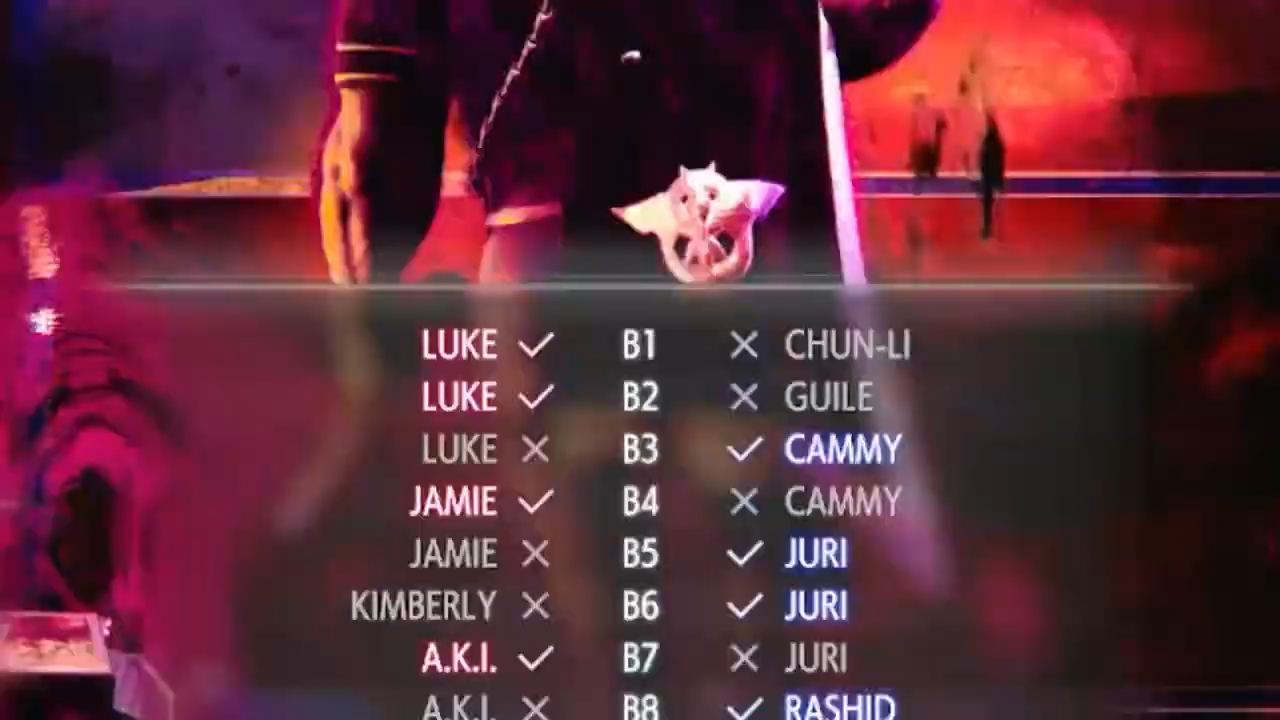 LUKE ✓ B1 ✕ CHUN-LI
LUKE ✓ B2 ✕ GUILE
LUKE ✕ B3 ✓ CAMMY
JAMIE ✓ B4 ✕ CAMMY
JAMIE ✕ B5 ✓ JURI
KIMBERLY ✕ B6 ✓ JURI
A.K.I. ✓ B7 ✕ JURI
A.K.I. ✕ B8 ✓ RASHID